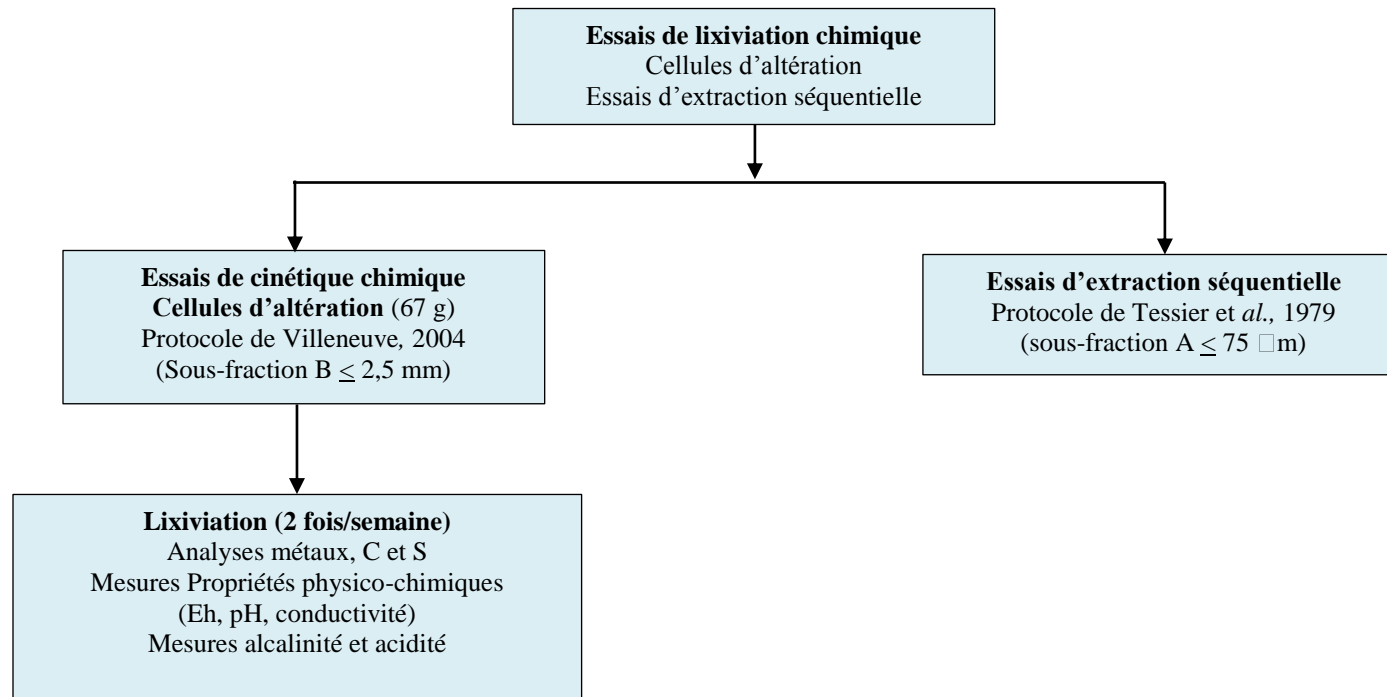 Essais de lixiviation chimique
Cellules d’altération
Essais d’extraction séquentielle
Essais de cinétique chimique
Cellules d’altération (67 g)
Protocole de Villeneuve, 2004
(Sous-fraction B ≤ 2,5 mm)
Essais d’extraction séquentielle
Protocole de Tessier et al., 1979
(sous-fraction A ≤ 75 □m)
Lixiviation (2 fois/semaine)
Analyses métaux, C et S
Mesures Propriétés physico-chimiques
(Eh, pH, conductivité)
Mesures alcalinité et acidité